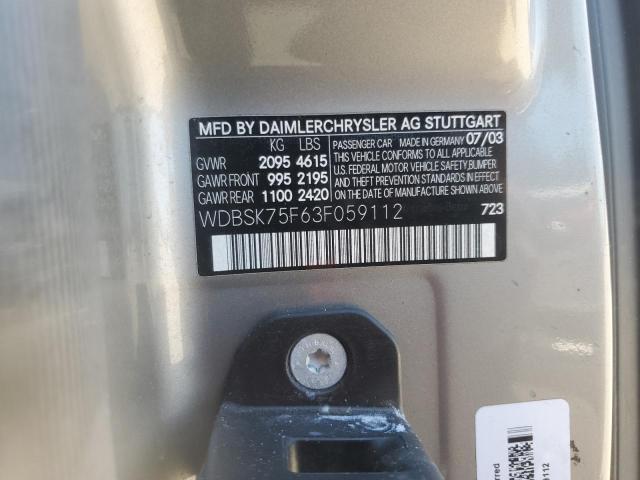 MFD BY DAIMLERCHRYSLER AG STUTTGART
KG LBS
GVWR 2095 4615
GAWR FRONT 995 2195
GAWR REAR 1100 2420
PASSENGER CAR MADE IN GERMANY 07/03
THIS VEHICLE CONFORMS TO ALL APPLICABLE
U.S. FEDERAL MOTOR VEHICLE SAFETY, BUMPER
AND THEFT PREVENTION STANDARDS IN EFFECT
ON THE DATE OF MANUFACTURE SHOWN ABOVE.
WDBSK75F63F059112
723
rred
9112